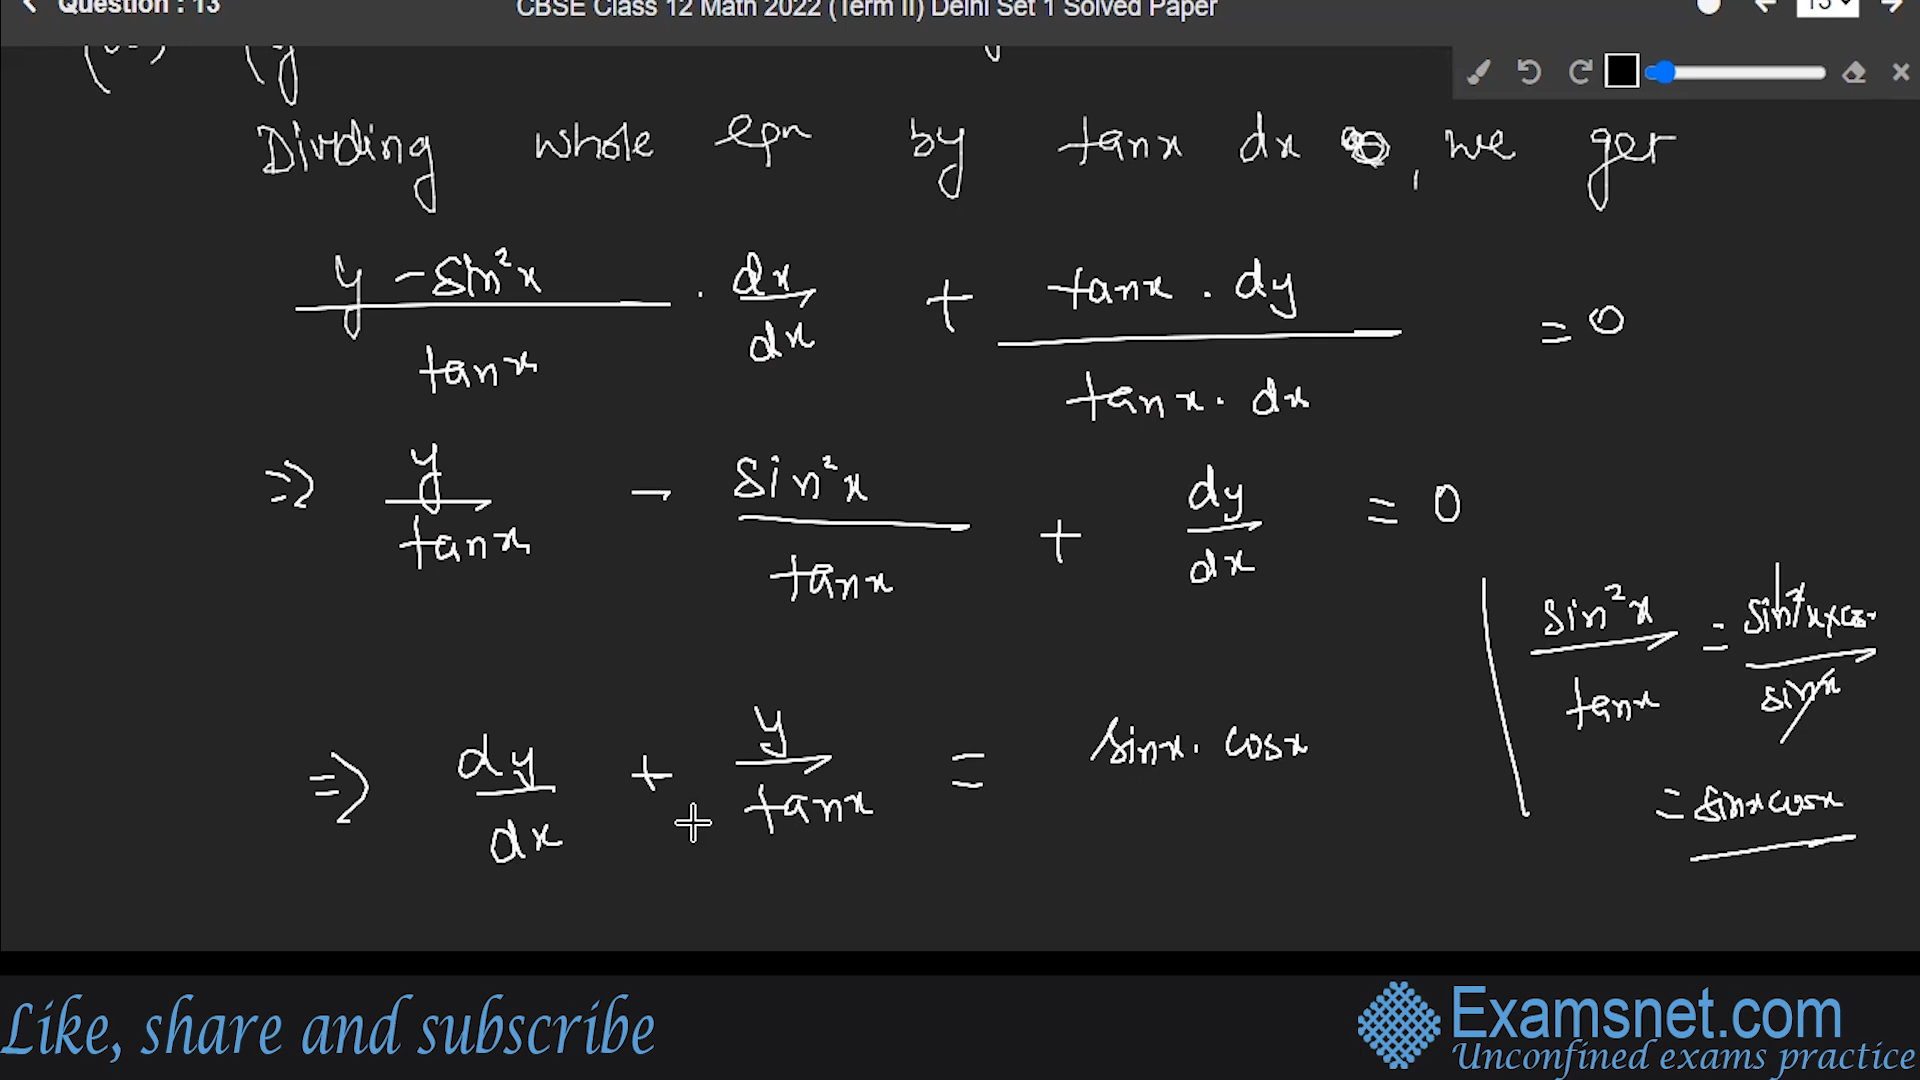 Question : 13 CBSE Class 12 Math 2022 (Term II) Delhi Set 1 Solved Paper 13
Dividing whole eqn by tanx dx , we get
y - sin²x / tanx . dx/dx + tanx . dy / tanx . dx = 0
=> y/tanx - sin²x/tanx + dy/dx = 0
sin²x/tanx = sin²x × cos / sinx
=> dy/dx + y/tanx = sinx . cosx
= sinx cosx
Like, share and subscribe
Examsnet.com
Unconfined exams practice